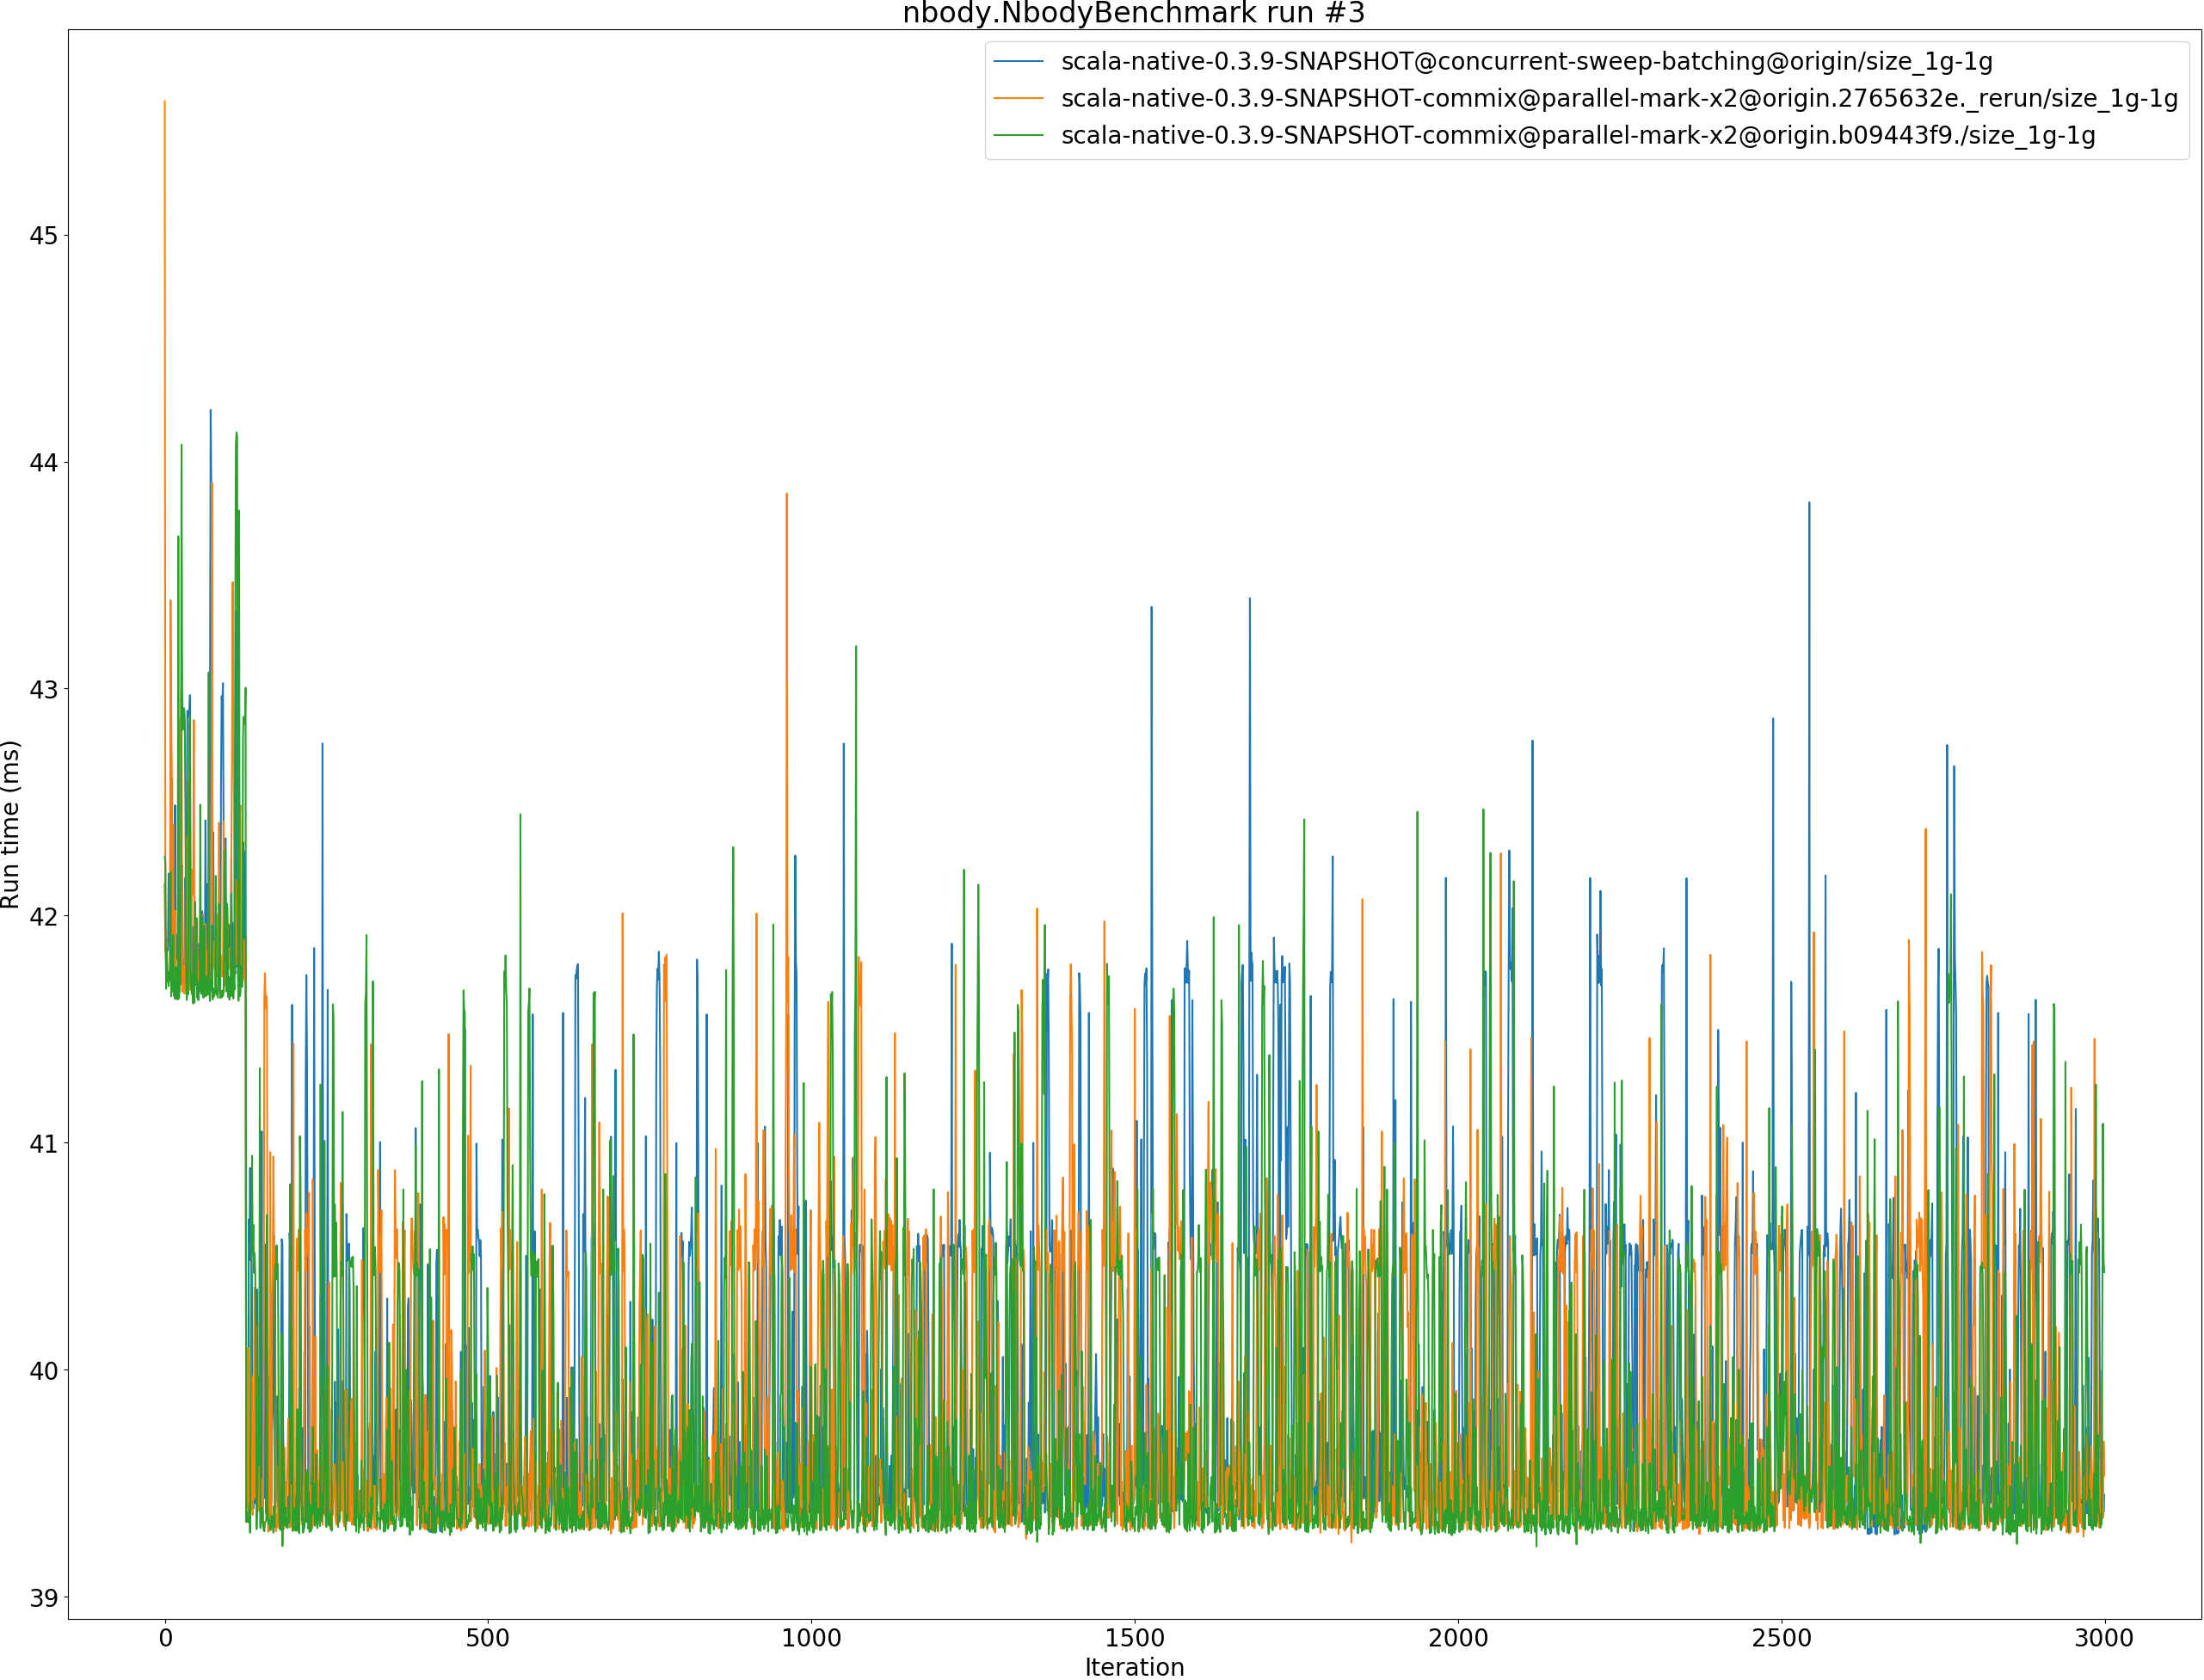 nbody.NbodyBenchmark run #3
scala-native-0.3.9-SNAPSHOT@concurrent-sweep-batching@origin/size_1g-1g
scala-native-0.3.9-SNAPSHOT-commix@parallel-mark-x2@origin.2765632e._rerun/size_1g-1g
scala-native-0.3.9-SNAPSHOT-commix@parallel-mark-x2@origin.b09443f9./size_1g-1g
45
44
43
42
41
40
39
Run time (ms)
0 500 1000 1500 2000 2500 3000
Iteration